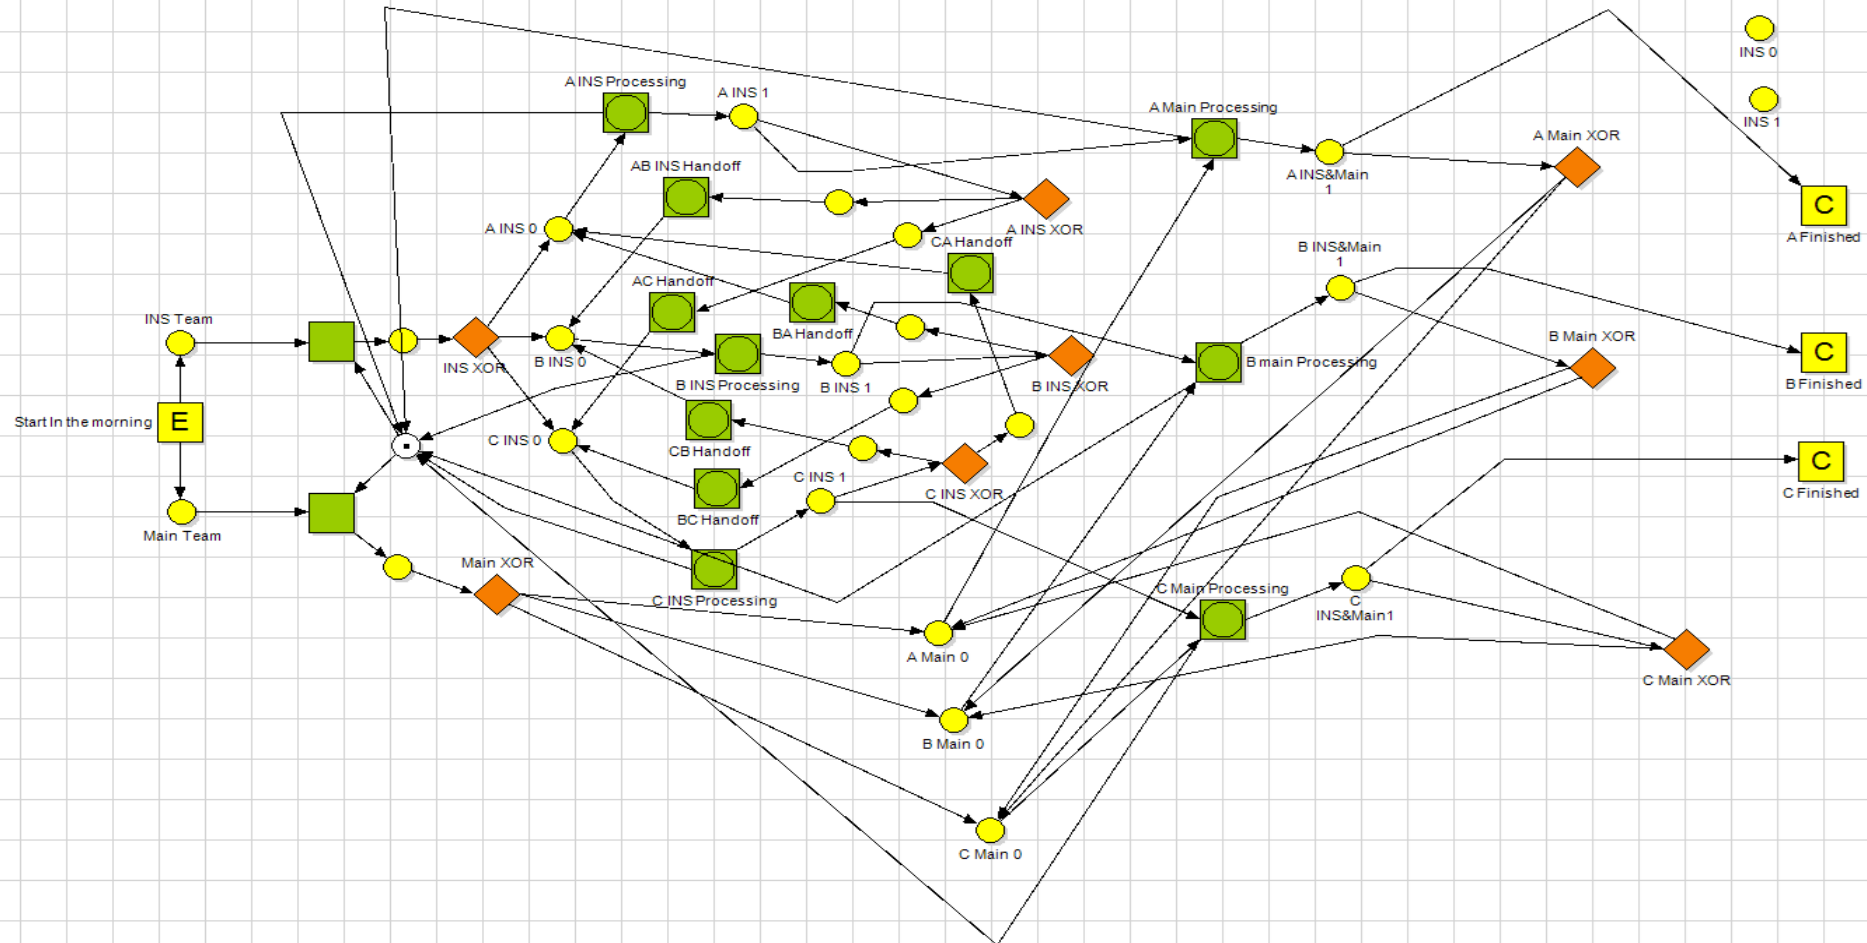 INS 0
A INS Processing
A INS 1
A Main Processing
INS 1
A Main XOR
AB INS Handoff
A INS&Main
1
A INS 0
A INS XOR
CA Handoff
A Finished
B INS&Main
1
AC Handoff
INS Team
BA Handoff
B Main XOR
INS XOR
B INS 0
B INS Processing
B INS 1
B INS XOR
B main Processing
B Finished
E
Start In the morning
C INS 0
CB Handoff
C INS 1
C INS XOR
C Finished
BC Handoff
Main Team
Main XOR
C INS Processing
C Main Processing
C
INS&Main1
A Main 0
C Main XOR
B Main 0
C Main 0
C
C
C